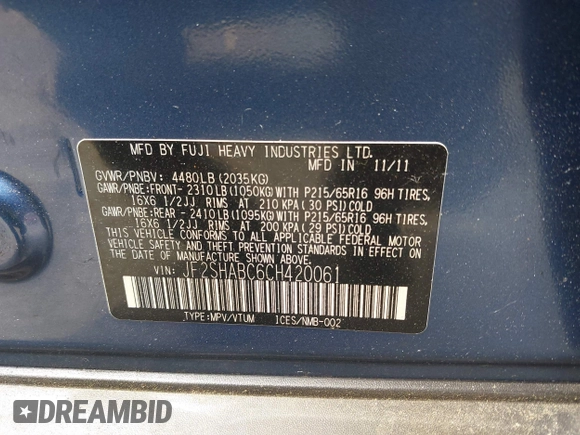 MFD BY FUJI HEAVY INDUSTRIES LTD.
MFD IN 11/11
GVWR/PNBV: 4480LB (2035KG)
GAWR/PNBE:FRONT- 2310LB (1050KG) WITH P215/65R16 96H TIRES,
16X6 1/2JJ, RIMS AT 210 KPA (30 PSI) COLD
GAWR/PNBE:REAR - 2410LB (1095KG) WITH P215/65R16 96H TIRES,
16X6 1/2JJ, RIMS AT 200 KPA (29 PSI) COLD
THIS VEHICLE CONFORMS TO ALL APPLICABLE FEDERAL MOTOR
VEHICLE SAFETY AND THEFT PREVENTION STANDARDS IN EFFECT ON
THE DATE OF MANUFACTURE SHOWN ABOVE.
VIN: JF2SHABC6CH420061
TYPE:MPV/VTUM ICES/NMB-002
DREAMBID